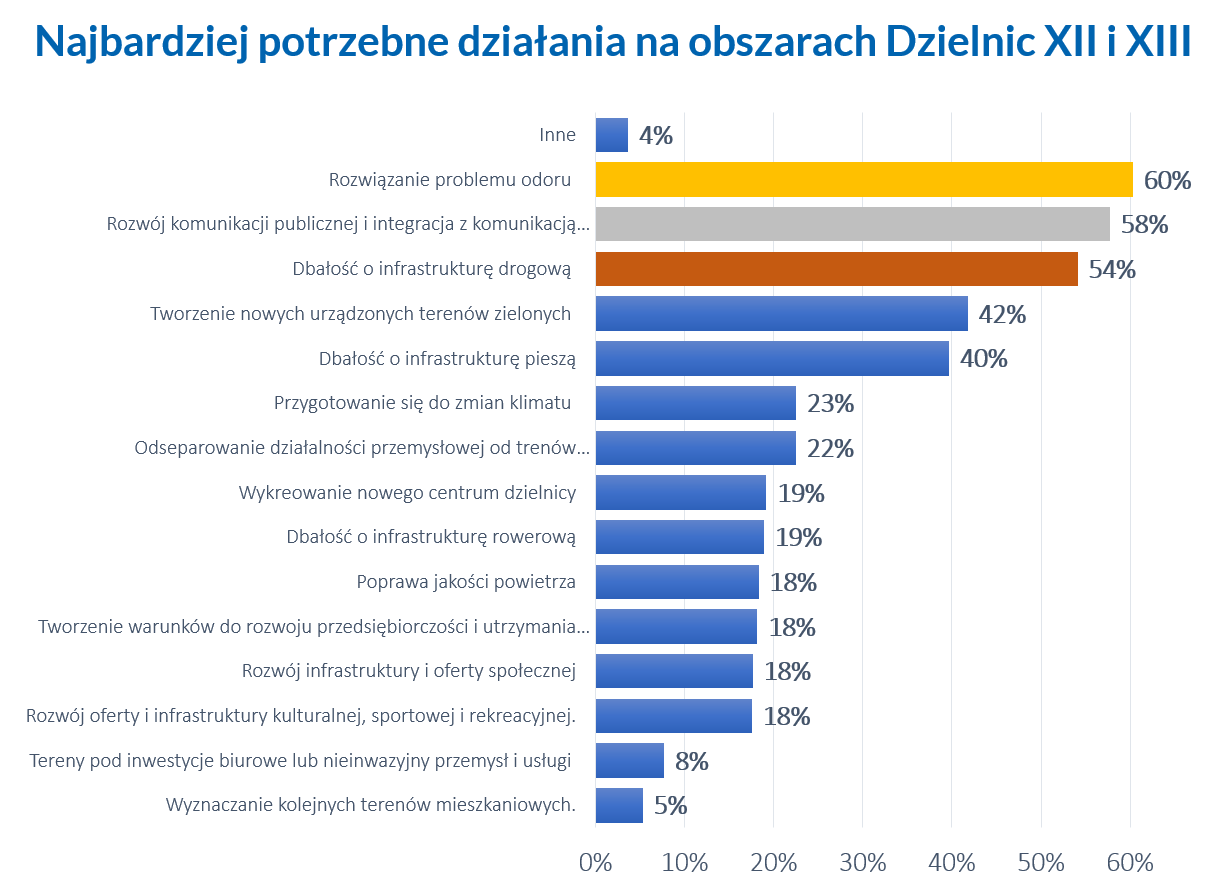 Najbardziej potrzebne działania na obszarach Dzielnic XII i XIII
Inne 4%
Rozwiązanie problemu odoru 60%
Rozwój komunikacji publicznej i integracja z komunikacją... 58%
Dbałość o infrastrukturę drogową 54%
Tworzenie nowych urządzonych terenów zielonych 42%
Dbałość o infrastrukturę pieszą 40%
Przygotowanie się do zmian klimatu 23%
Odseparowanie działalności przemysłowej od trenów... 22%
Wykreowanie nowego centrum dzielnicy 19%
Dbałość o infrastrukturę rowerową 19%
Poprawa jakości powietrza 18%
Tworzenie warunków do rozwoju przedsiębiorczości i utrzymania... 18%
Rozwój infrastruktury i oferty społecznej 18%
Rozwój oferty i infrastruktury kulturalnej, sportowej i rekreacyjnej. 18%
Tereny pod inwestycje biurowe lub nieinwazyjny przemysł i usługi 8%
Wyznaczanie kolejnych terenów mieszkaniowych. 5%
0% 10% 20% 30% 40% 50% 60%